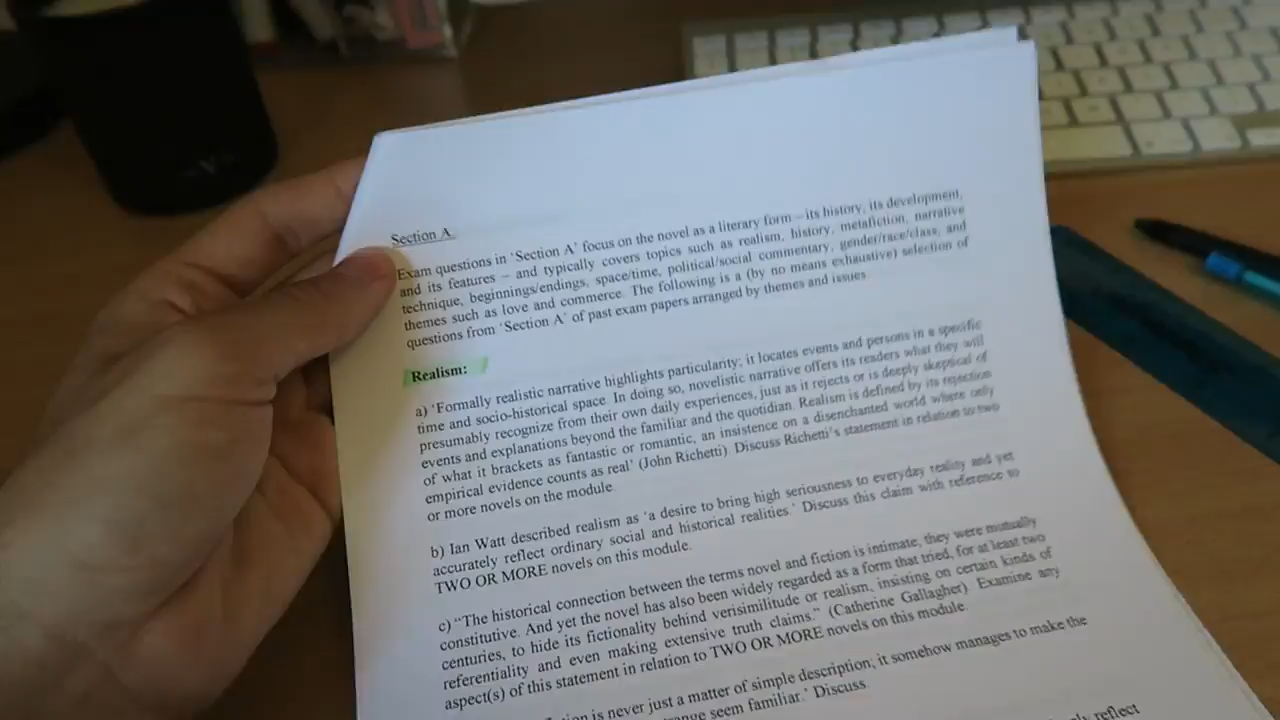 Section A.
Exam questions in 'Section A' focus on the novel as a literary form – its history, its development,
and its features – and typically covers topics such as realism, history, metafiction, narrative
technique, beginnings/endings, space/time, political/social commentary, gender/race/class, and
themes such as love and commerce. The following is a (by no means exhaustive) selection of
questions from 'Section A' of past exam papers arranged by themes and issues.
Realism:
a) 'Formally realistic narrative highlights particularity; it locates events and persons in a specific
time and socio-historical space. In doing so, novelistic narrative offers its readers what they will
presumably recognize from their own daily experiences, just as it rejects or is deeply skeptical of
events and explanations beyond the familiar and the quotidian. Realism is defined by its rejection
of what it brackets as fantastic or romantic, an insistence on a disenchanted world where only
empirical evidence counts as real' (John Richetti). Discuss Richetti's statement in relation to two
or more novels on the module.
b) Ian Watt described realism as 'a desire to bring high seriousness to everyday reality and yet
accurately reflect ordinary social and historical realities.' Discuss this claim with reference to
TWO OR MORE novels on this module.
c) "The historical connection between the terms novel and fiction is intimate, they were mutually
constitutive. And yet the novel has also been widely regarded as a form that tried, for at least two
centuries, to hide its fictionality behind verisimilitude or realism, insisting on certain kinds of
referentiality and even making extensive truth claims." (Catherine Gallagher). Examine any
aspect(s) of this statement in relation to TWO OR MORE novels on this module.
is never just a matter of simple description, it somehow manages to make the
seem familiar.' Discuss.
reflect